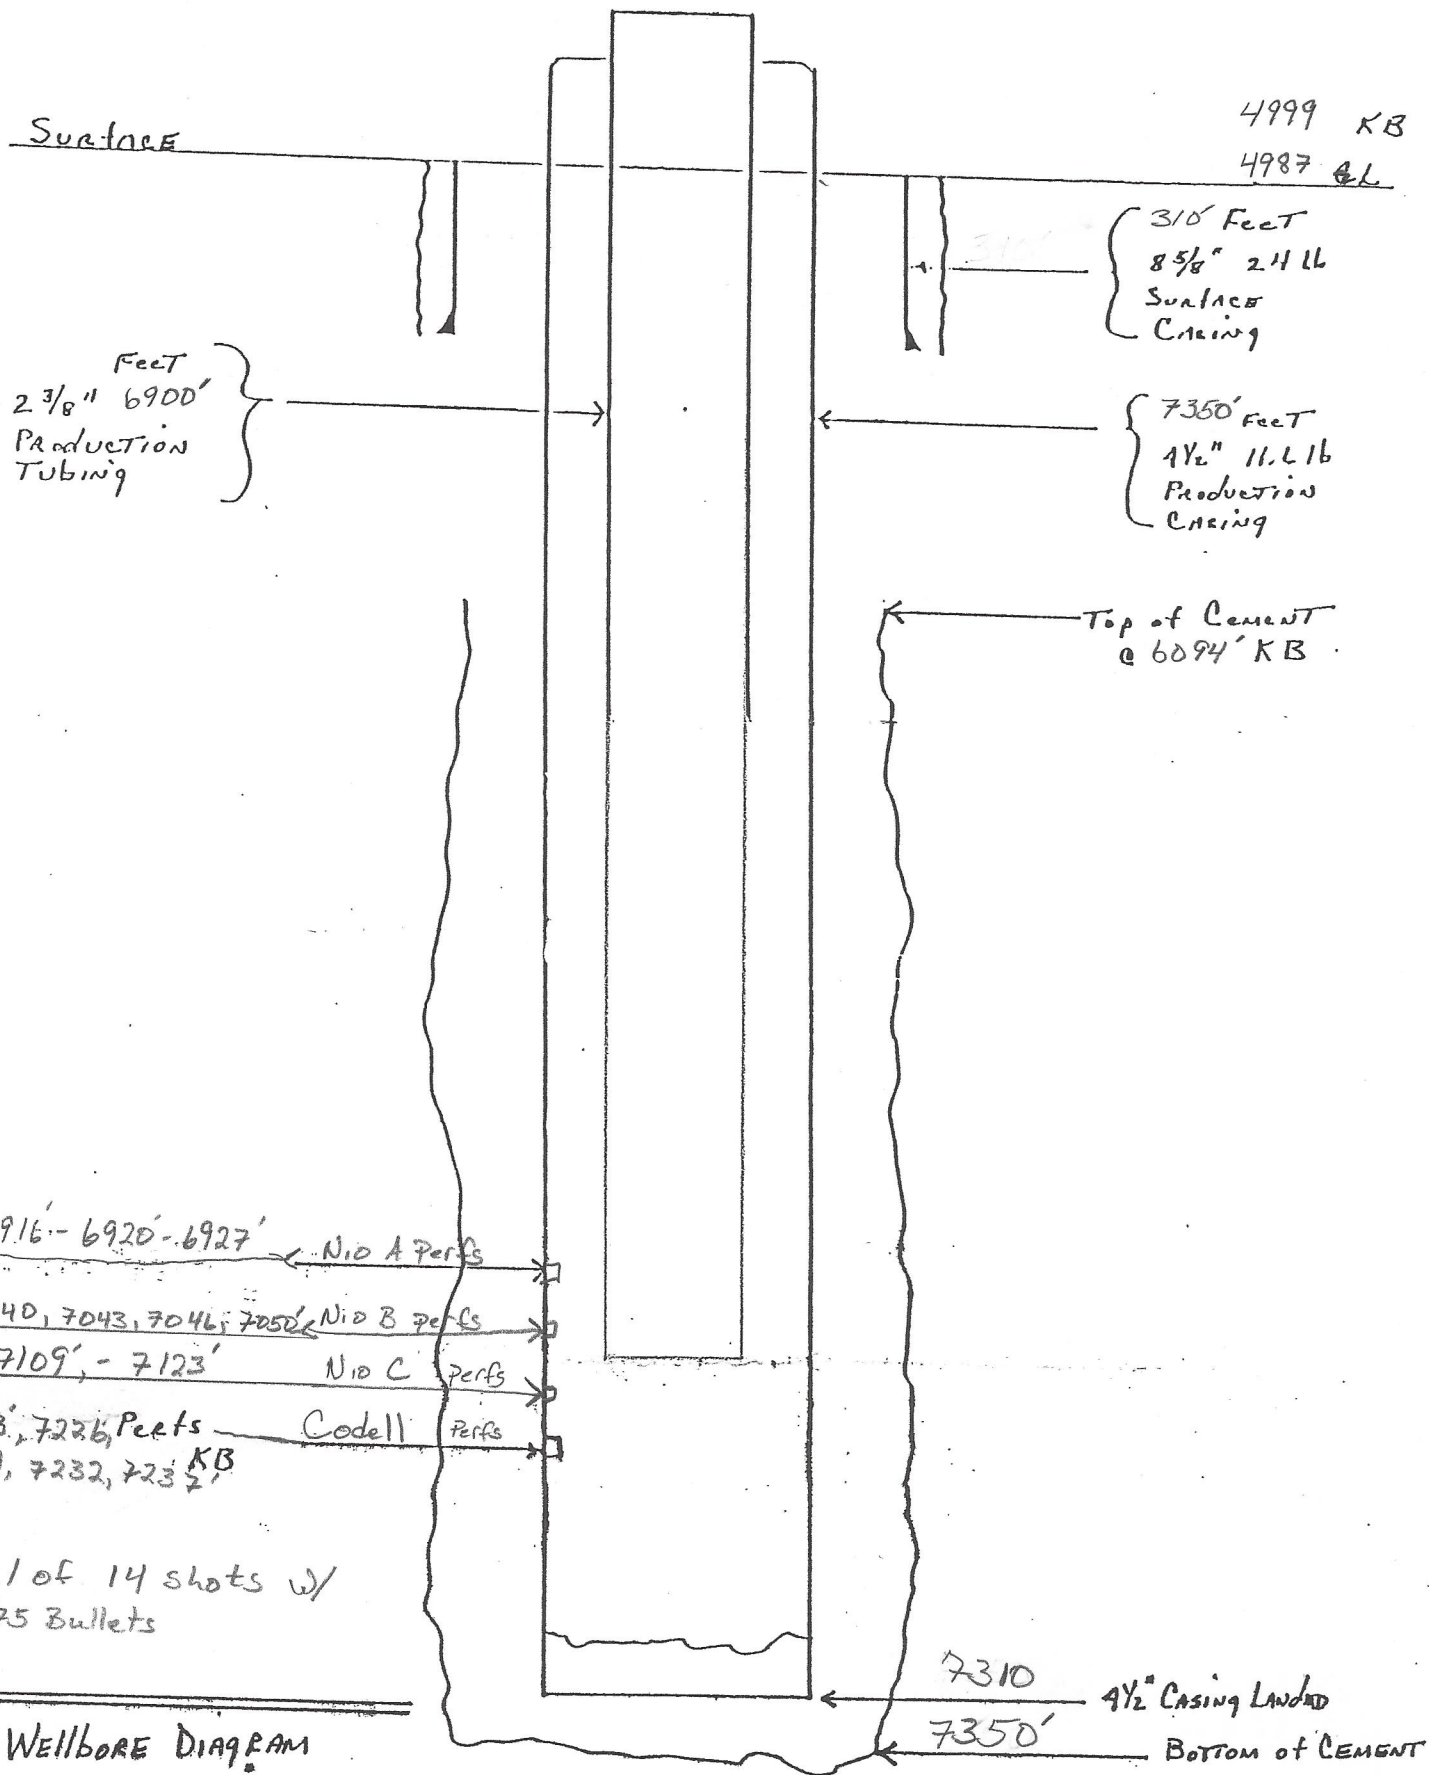 Surface
4999 KB
4987 GL
310' Feet
8 5/8" 24 lb
Surface
Casing
Feet
2 3/8" 6900'
Production
Tubing
7350' Feet
4 1/2" 11.6 lb
Production
Casing
Top of Cement
@ 6094' KB
916' - 6920' - 6927' Nio A Perfs
40, 7043, 7046, 7050' Nio B perfs
7109', - 7123' Nio C perfs
3', 7226, Perfs Codell Perfs
, 7232, 7237' KB
l of 14 shots w/
75 Bullets
7310 4 1/2" Casing Landed
7350' Bottom of Cement
Wellbore Diagram